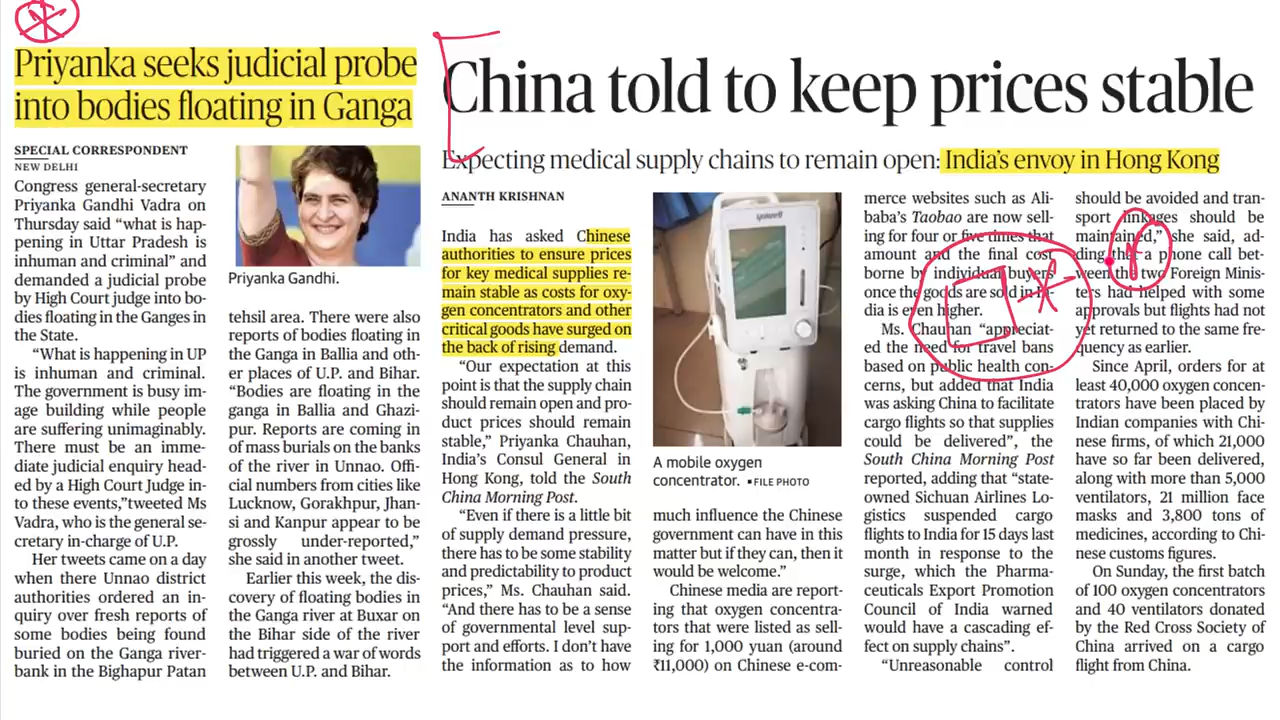 Priyanka seeks judicial probe
into bodies floating in Ganga
SPECIAL CORRESPONDENT
NEW DELHI
Congress general-secretary
Priyanka Gandhi Vadra on
Thursday said “what is hap-
pening in Uttar Pradesh is
inhuman and criminal” and
demanded a judicial probe
by High Court judge into bo-
dies floating in the Ganges in
the State.
“What is happening in UP
is inhuman and criminal.
The government is busy im-
age building while people
are suffering unimaginably.
There must be an imme-
diate judicial enquiry head-
ed by a High Court Judge in-
to these events,”tweeted Ms
Vadra, who is the general se-
cretary in-charge of U.P.
Her tweets came on a day
when there Unnao district
authorities ordered an in-
quiry over fresh reports of
some bodies being found
buried on the Ganga river-
bank in the Bighapur Patan
Priyanka Gandhi.
tehsil area. There were also
reports of bodies floating in
the Ganga in Ballia and oth-
er places of U.P. and Bihar.
“Bodies are floating in the
ganga in Ballia and Ghazi-
pur. Reports are coming in
of mass burials on the banks
of the river in Unnao. Offi-
cial numbers from cities like
Lucknow, Gorakhpur, Jhan-
si and Kanpur appear to be
grossly under-reported,”
she said in another tweet.
Earlier this week, the dis-
covery of floating bodies in
the Ganga river at Buxar on
the Bihar side of the river
had triggered a war of words
between U.P. and Bihar.
China told to keep prices stable
Expecting medical supply chains to remain open: India’s envoy in Hong Kong
ANANTH KRISHNAN
India has asked Chinese
authorities to ensure prices
for key medical supplies re-
main stable as costs for oxy-
gen concentrators and other
critical goods have surged on
the back of rising demand.
“Our expectation at this
point is that the supply chain
should remain open and pro-
duct prices should remain
stable,” Priyanka Chauhan,
India’s Consul General in
Hong Kong, told the South
China Morning Post.
“Even if there is a little bit
of supply demand pressure,
there has to be some stability
and predictability to product
prices,” Ms. Chauhan said.
“And there has to be a sense
of governmental level sup-
port and efforts. I don’t have
the information as to how
yuwell
A mobile oxygen
concentrator. ▪FILE PHOTO
much influence the Chinese
government can have in this
matter but if they can, then it
would be welcome.”
Chinese media are report-
ing that oxygen concentra-
tors that were listed as sell-
ing for 1,000 yuan (around
₹11,000) on Chinese e-com-
merce websites such as Ali-
baba’s Taobao are now sell-
ing for four or five times that
amount and the final cost
borne by individual buyers
once the goods are sold in In-
dia is even higher.
Ms. Chauhan “appreciat-
ed the need for travel bans
based on public health con-
cerns, but added that India
was asking China to facilitate
cargo flights so that supplies
could be delivered”, the
South China Morning Post
reported, adding that “state-
owned Sichuan Airlines Lo-
gistics suspended cargo
flights to India for 15 days last
month in response to the
surge, which the Pharma-
ceuticals Export Promotion
Council of India warned
would have a cascading ef-
fect on supply chains”.
“Unreasonable control
should be avoided and tran-
sport linkages should be
maintained,” she said, ad-
ding that a phone call bet-
ween the two Foreign Minis-
ters had helped with some
approvals but flights had not
yet returned to the same fre-
quency as earlier.
Since April, orders for at
least 40,000 oxygen concen-
trators have been placed by
Indian companies with Chi-
nese firms, of which 21,000
have so far been delivered,
along with more than 5,000
ventilators, 21 million face
masks and 3,800 tons of
medicines, according to Chi-
nese customs figures.
On Sunday, the first batch
of 100 oxygen concentrators
and 40 ventilators donated
by the Red Cross Society of
China arrived on a cargo
flight from China.